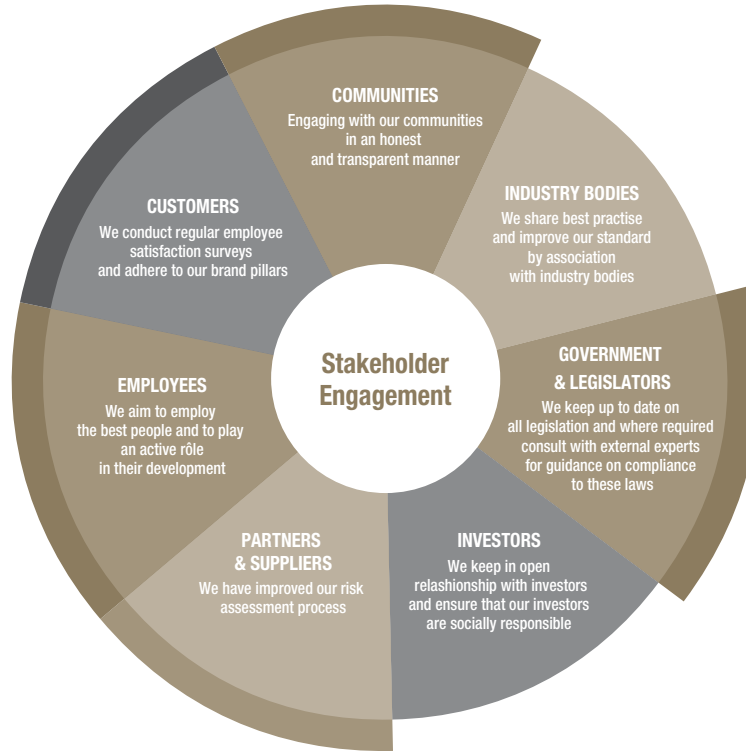 COMMUNITIES
Engaging with our communities
in an honest
and transparent manner
INDUSTRY BODIES
We share best practise
and improve our standard
by association
with industry bodies
GOVERNMENT
& LEGISLATORS
We keep up to date on
all legislation and where required
consult with external experts
for guidance on compliance
to these laws
INVESTORS
We keep in open
relashionship with investors
and ensure that our investors
are socially responsible
PARTNERS
& SUPPLIERS
We have improved our risk
assessment process
EMPLOYEES
We aim to employ
the best people and to play
an active rôle
in their development
CUSTOMERS
We conduct regular employee
satisfaction surveys
and adhere to our brand pillars
Stakeholder
Engagement